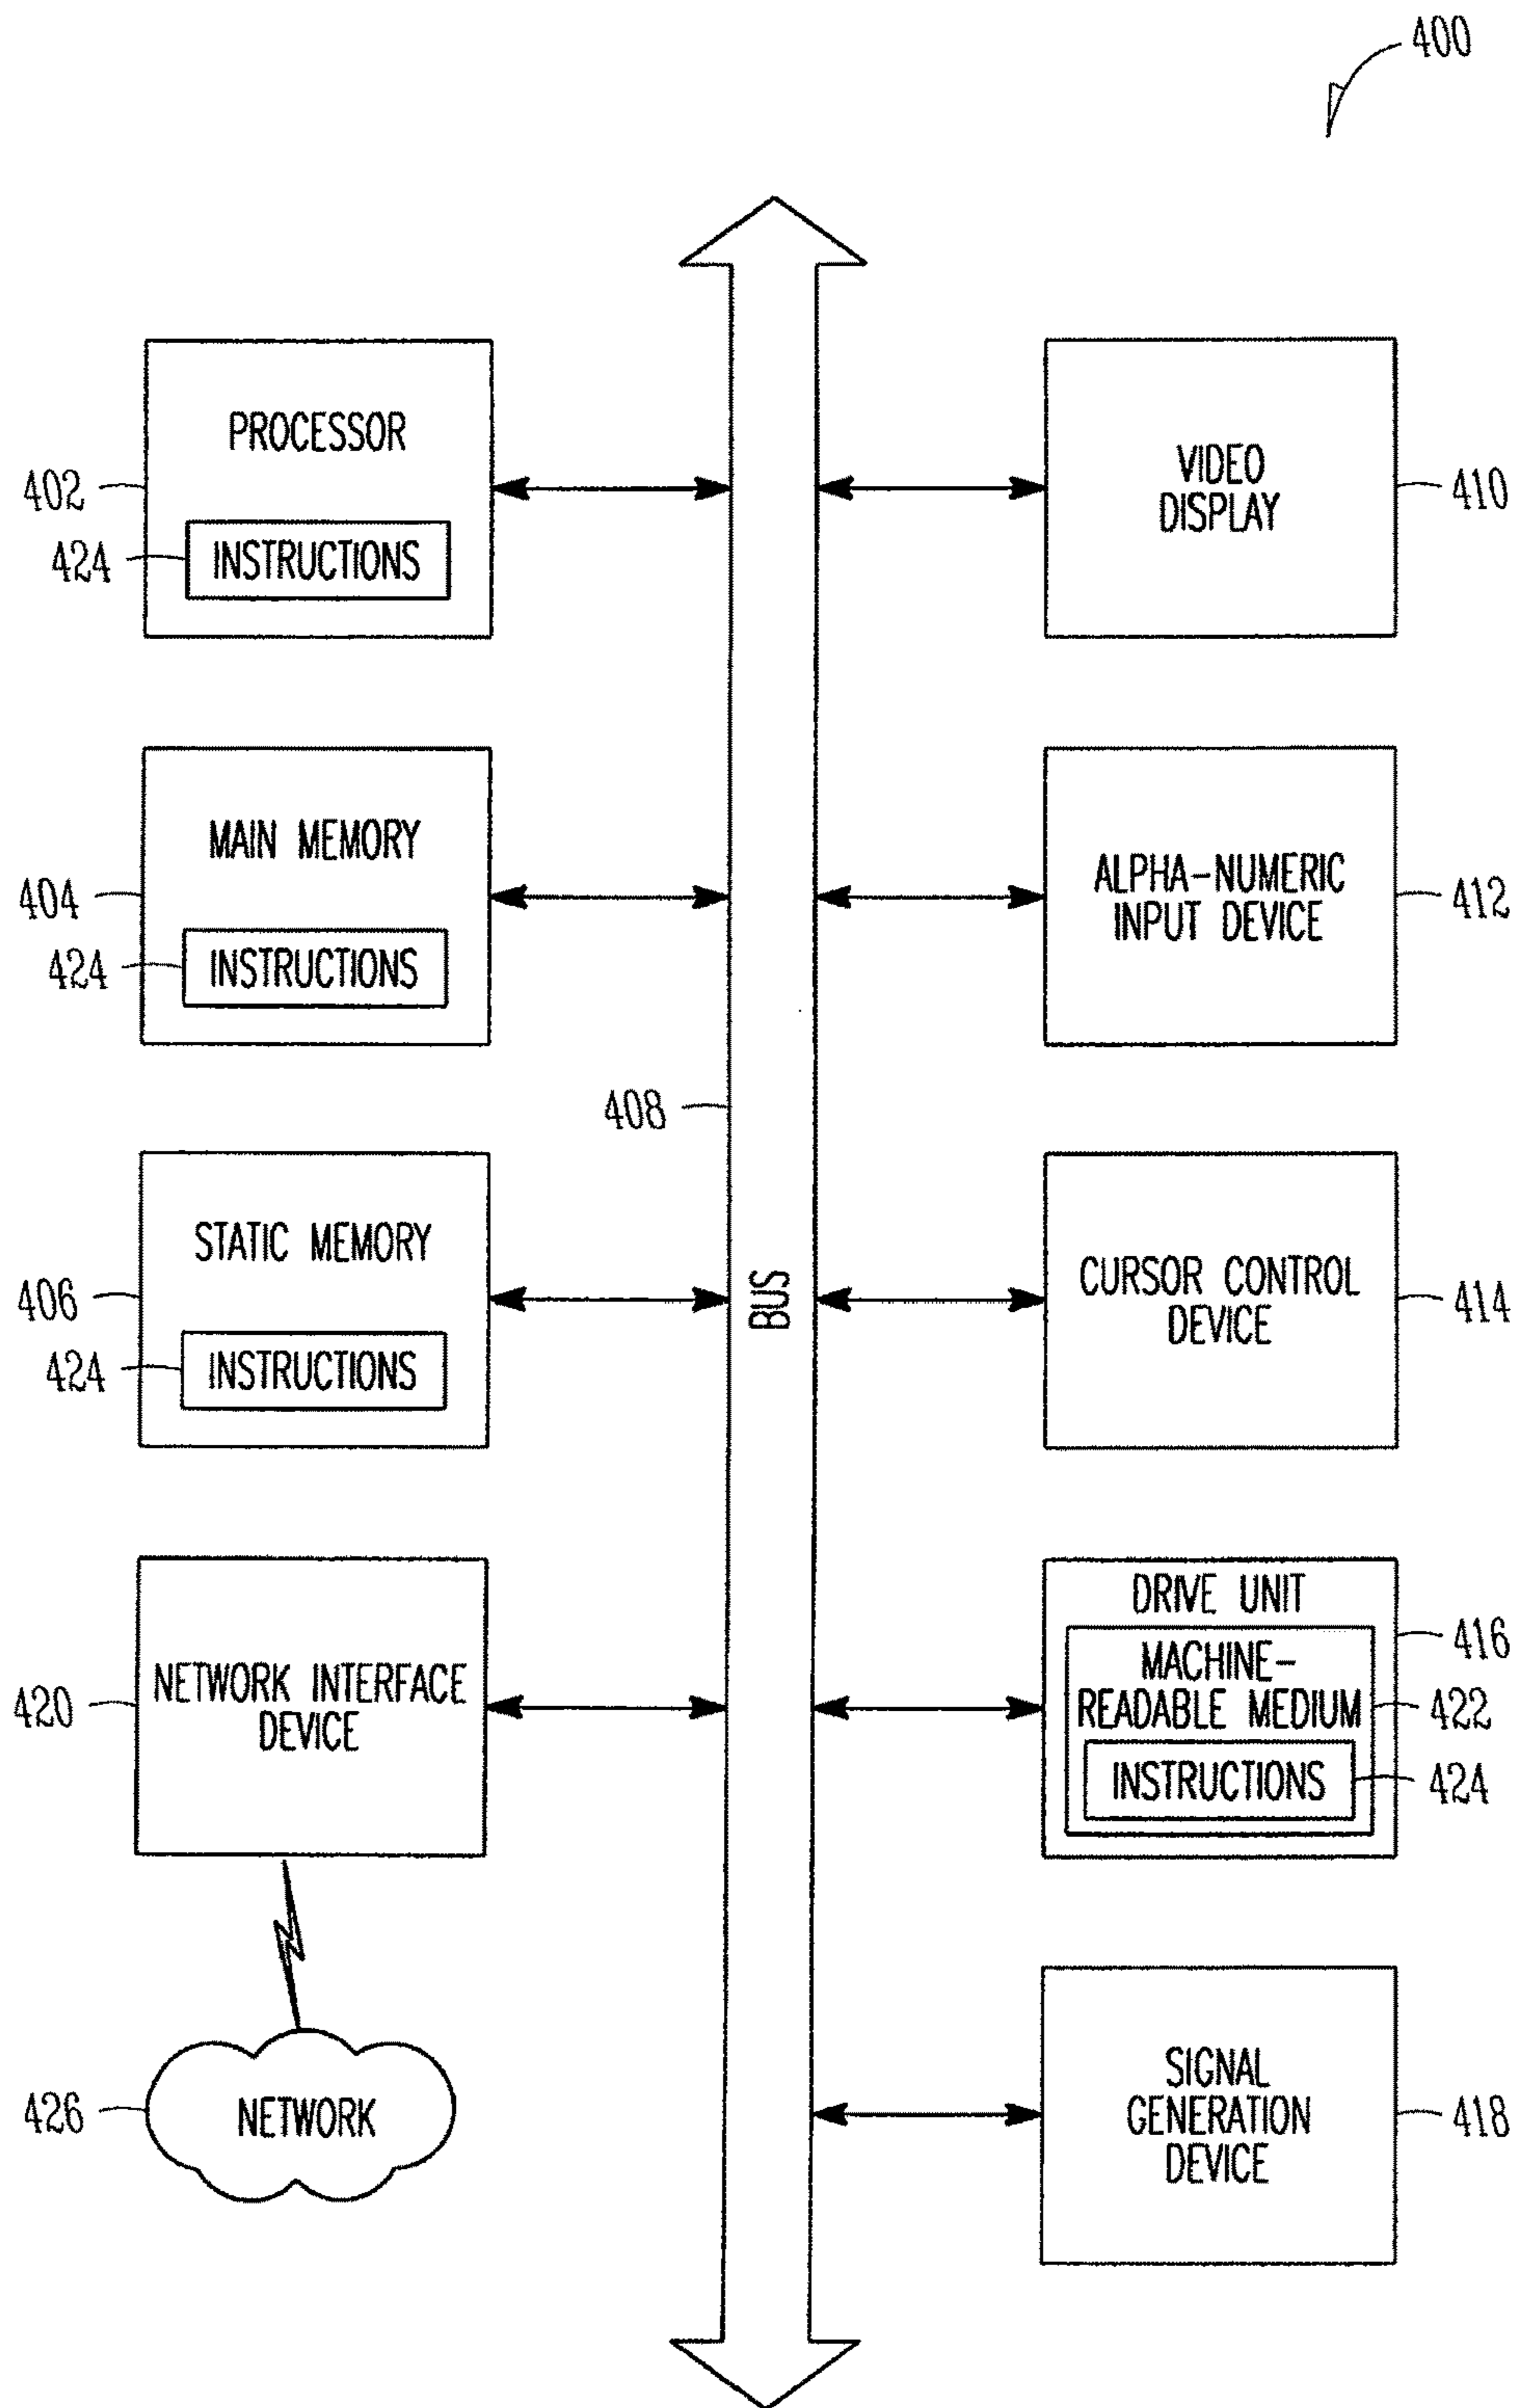 400
PROCESSOR
402
424
INSTRUCTIONS
VIDEO
DISPLAY
410
MAIN MEMORY
404
424
INSTRUCTIONS
ALPHA-NUMERIC
INPUT DEVICE
412
408
BUS
STATIC MEMORY
406
424
INSTRUCTIONS
CURSOR CONTROL
DEVICE
414
NETWORK INTERFACE
DEVICE
420
DRIVE UNIT
416
MACHINE-
READABLE MEDIUM
422
INSTRUCTIONS
424
426
NETWORK
SIGNAL
GENERATION
DEVICE
418